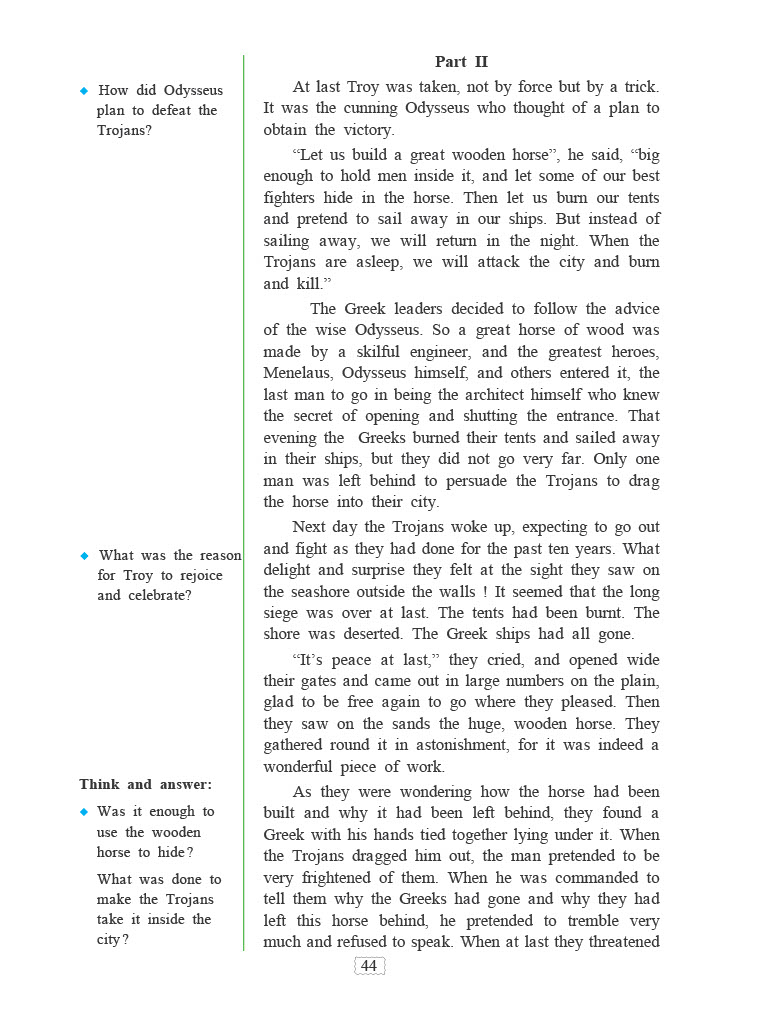 Part II
◆ How did Odysseus
plan to defeat the
Trojans?
At last Troy was taken, not by force but by a trick.
It was the cunning Odysseus who thought of a plan to
obtain the victory.
“Let us build a great wooden horse”, he said, “big
enough to hold men inside it, and let some of our best
fighters hide in the horse. Then let us burn our tents
and pretend to sail away in our ships. But instead of
sailing away, we will return in the night. When the
Trojans are asleep, we will attack the city and burn
and kill.”
The Greek leaders decided to follow the advice
of the wise Odysseus. So a great horse of wood was
made by a skilful engineer, and the greatest heroes,
Menelaus, Odysseus himself, and others entered it, the
last man to go in being the architect himself who knew
the secret of opening and shutting the entrance. That
evening the Greeks burned their tents and sailed away
in their ships, but they did not go very far. Only one
man was left behind to persuade the Trojans to drag
the horse into their city.
◆ What was the reason
for Troy to rejoice
and celebrate?
Next day the Trojans woke up, expecting to go out
and fight as they had done for the past ten years. What
delight and surprise they felt at the sight they saw on
the seashore outside the walls ! It seemed that the long
siege was over at last. The tents had been burnt. The
shore was deserted. The Greek ships had all gone.
“It’s peace at last,” they cried, and opened wide
their gates and came out in large numbers on the plain,
glad to be free again to go where they pleased. Then
they saw on the sands the huge, wooden horse. They
gathered round it in astonishment, for it was indeed a
wonderful piece of work.
Think and answer:
◆ Was it enough to
use the wooden
horse to hide?
What was done to
make the Trojans
take it inside the
city?
As they were wondering how the horse had been
built and why it had been left behind, they found a
Greek with his hands tied together lying under it. When
the Trojans dragged him out, the man pretended to be
very frightened of them. When he was commanded to
tell them why the Greeks had gone and why they had
left this horse behind, he pretended to tremble very
much and refused to speak. When at last they threatened
44